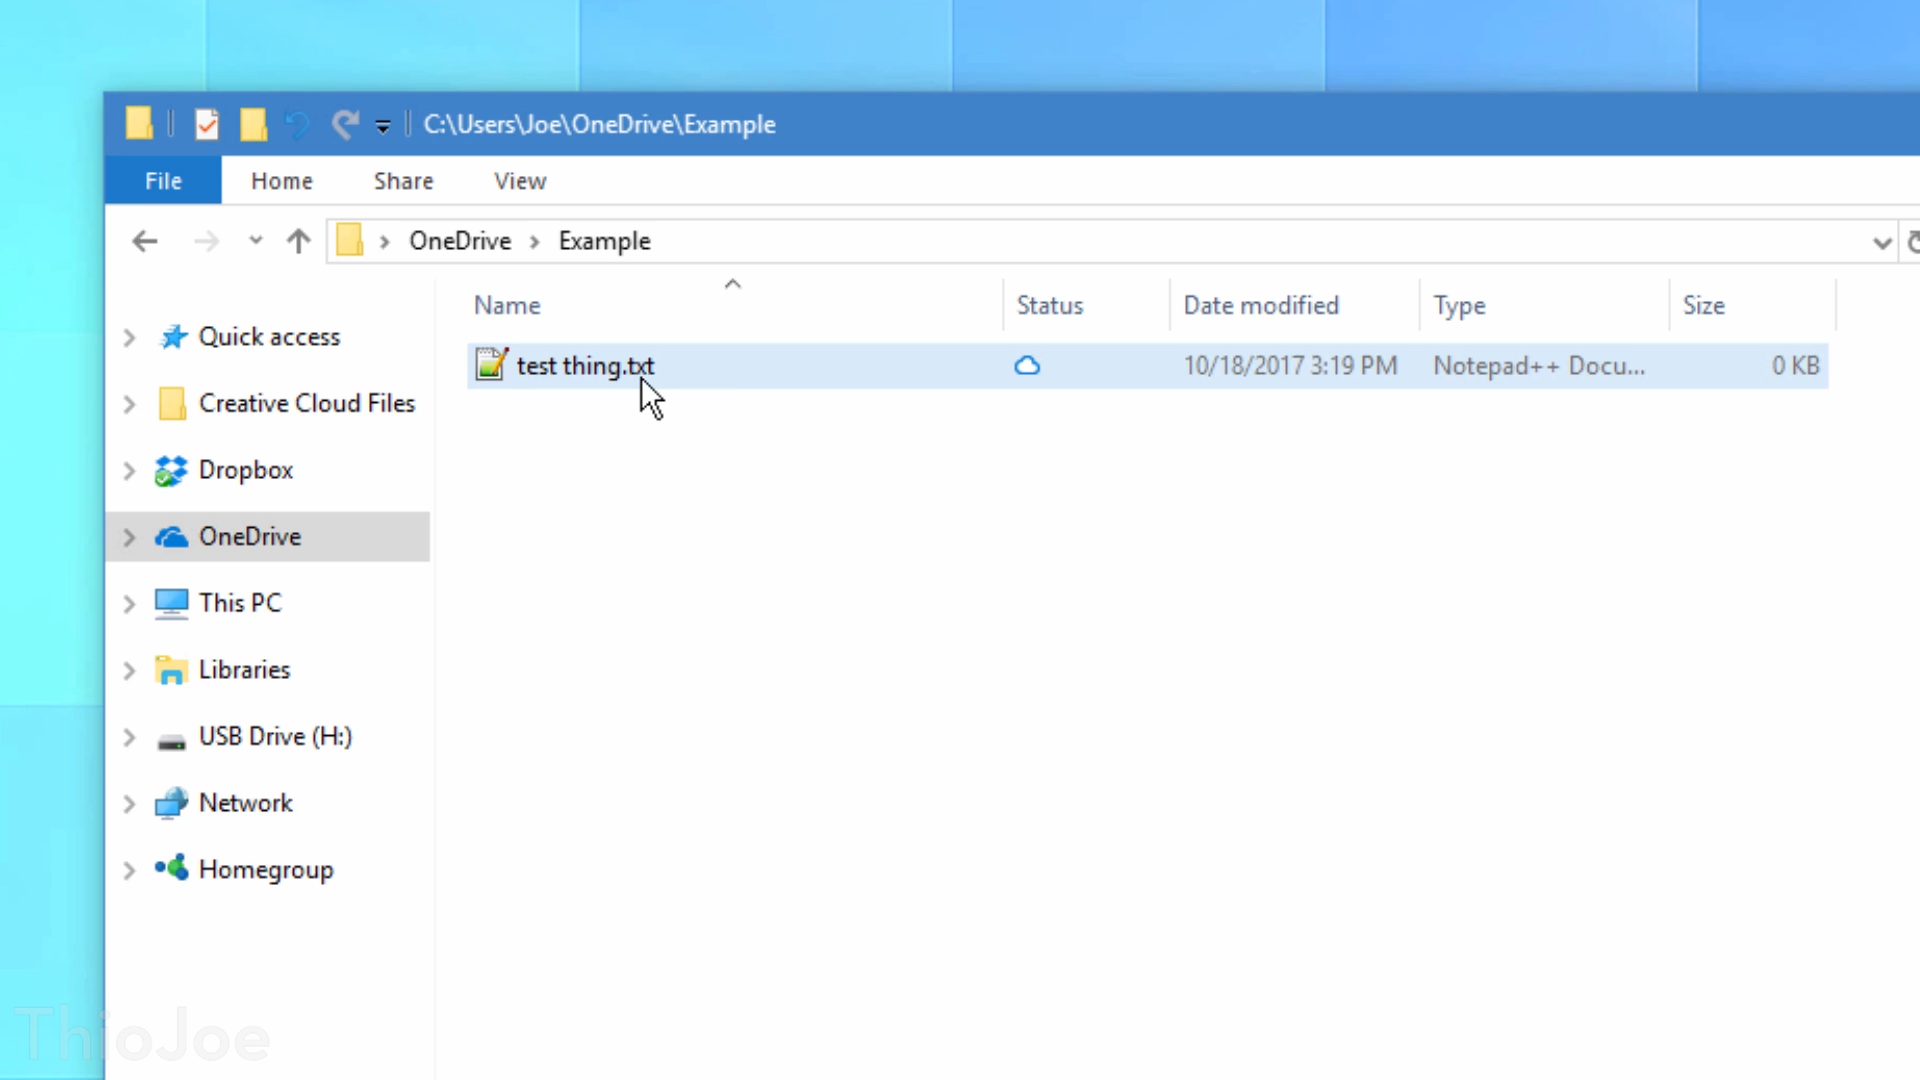 C:\Users\Joe\OneDrive\Example
File Home Share View
OneDrive Example
Name Status Date modified Type Size
test thing.txt 10/18/2017 3:19 PM Notepad++ Docu... 0 KB
Quick access
Creative Cloud Files
Dropbox
OneDrive
This PC
Libraries
USB Drive (H:)
Network
Homegroup
ThioJoe